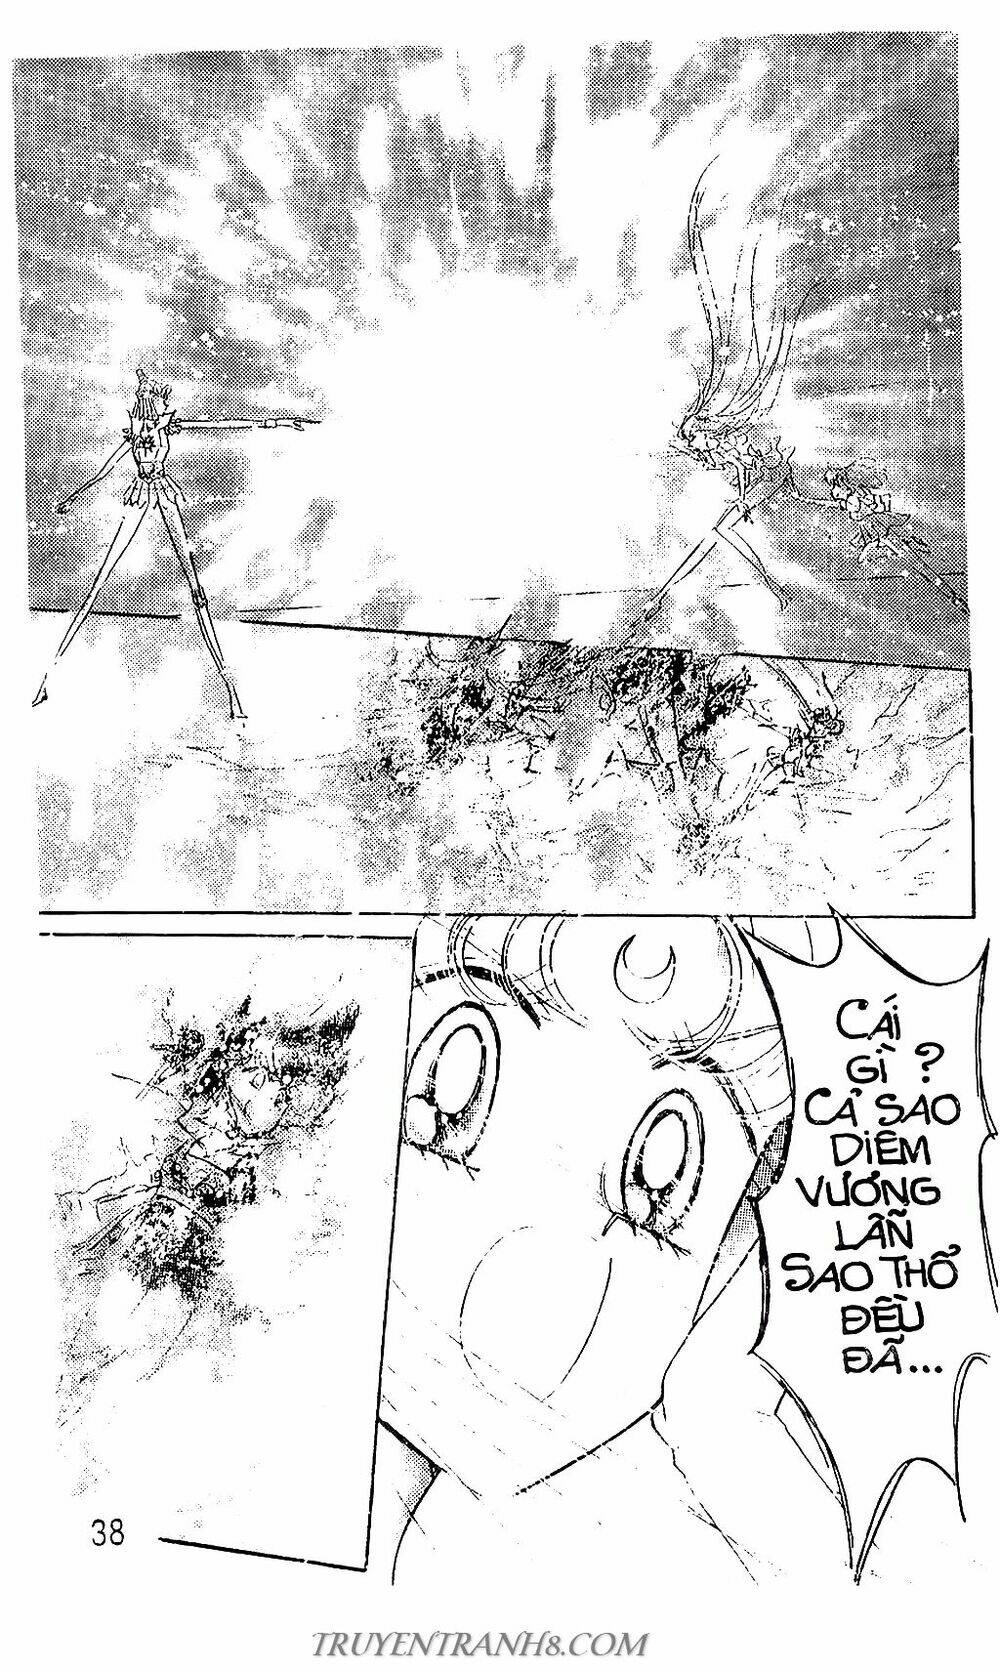 CÁI
GÌ ?
CẢ SAO
DIÊM
VƯƠNG
LẪN
SAO THỔ
ĐỀU
ĐÃ...
38
TRUYENTRANH8.COM